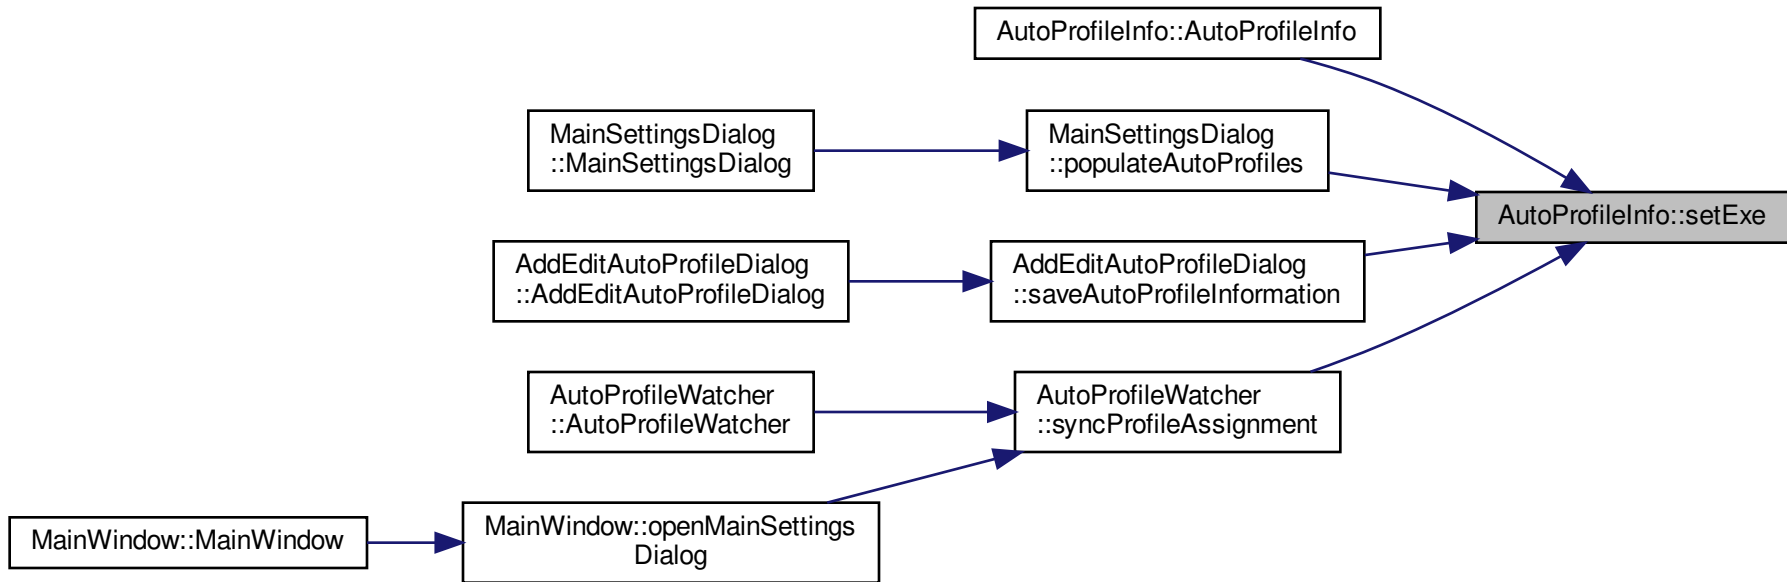 AutoProfileInfo::AutoProfileInfo
MainSettingsDialog
::MainSettingsDialog
MainSettingsDialog
::populateAutoProfiles
AutoProfileInfo::setExe
AddEditAutoProfileDialog
::AddEditAutoProfileDialog
AddEditAutoProfileDialog
::saveAutoProfileInformation
AutoProfileWatcher
::AutoProfileWatcher
AutoProfileWatcher
::syncProfileAssignment
MainWindow::MainWindow
MainWindow::openMainSettings
Dialog